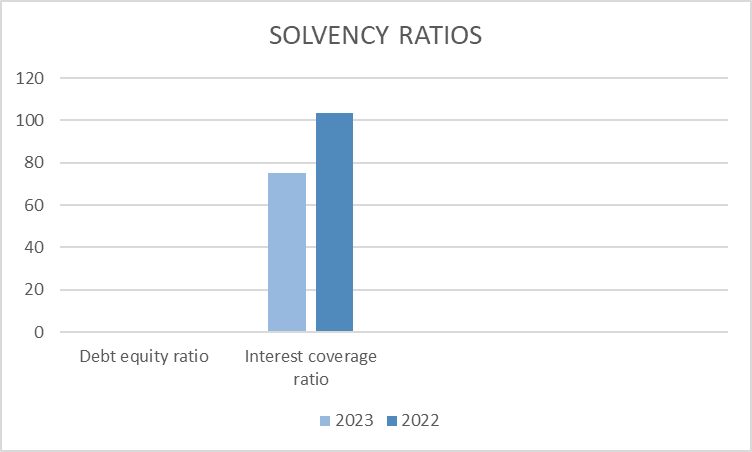 SOLVENCY RATIOS
120
100
80
60
40
20
0
Debt equity ratio
Interest coverage
ratio
2023
2022